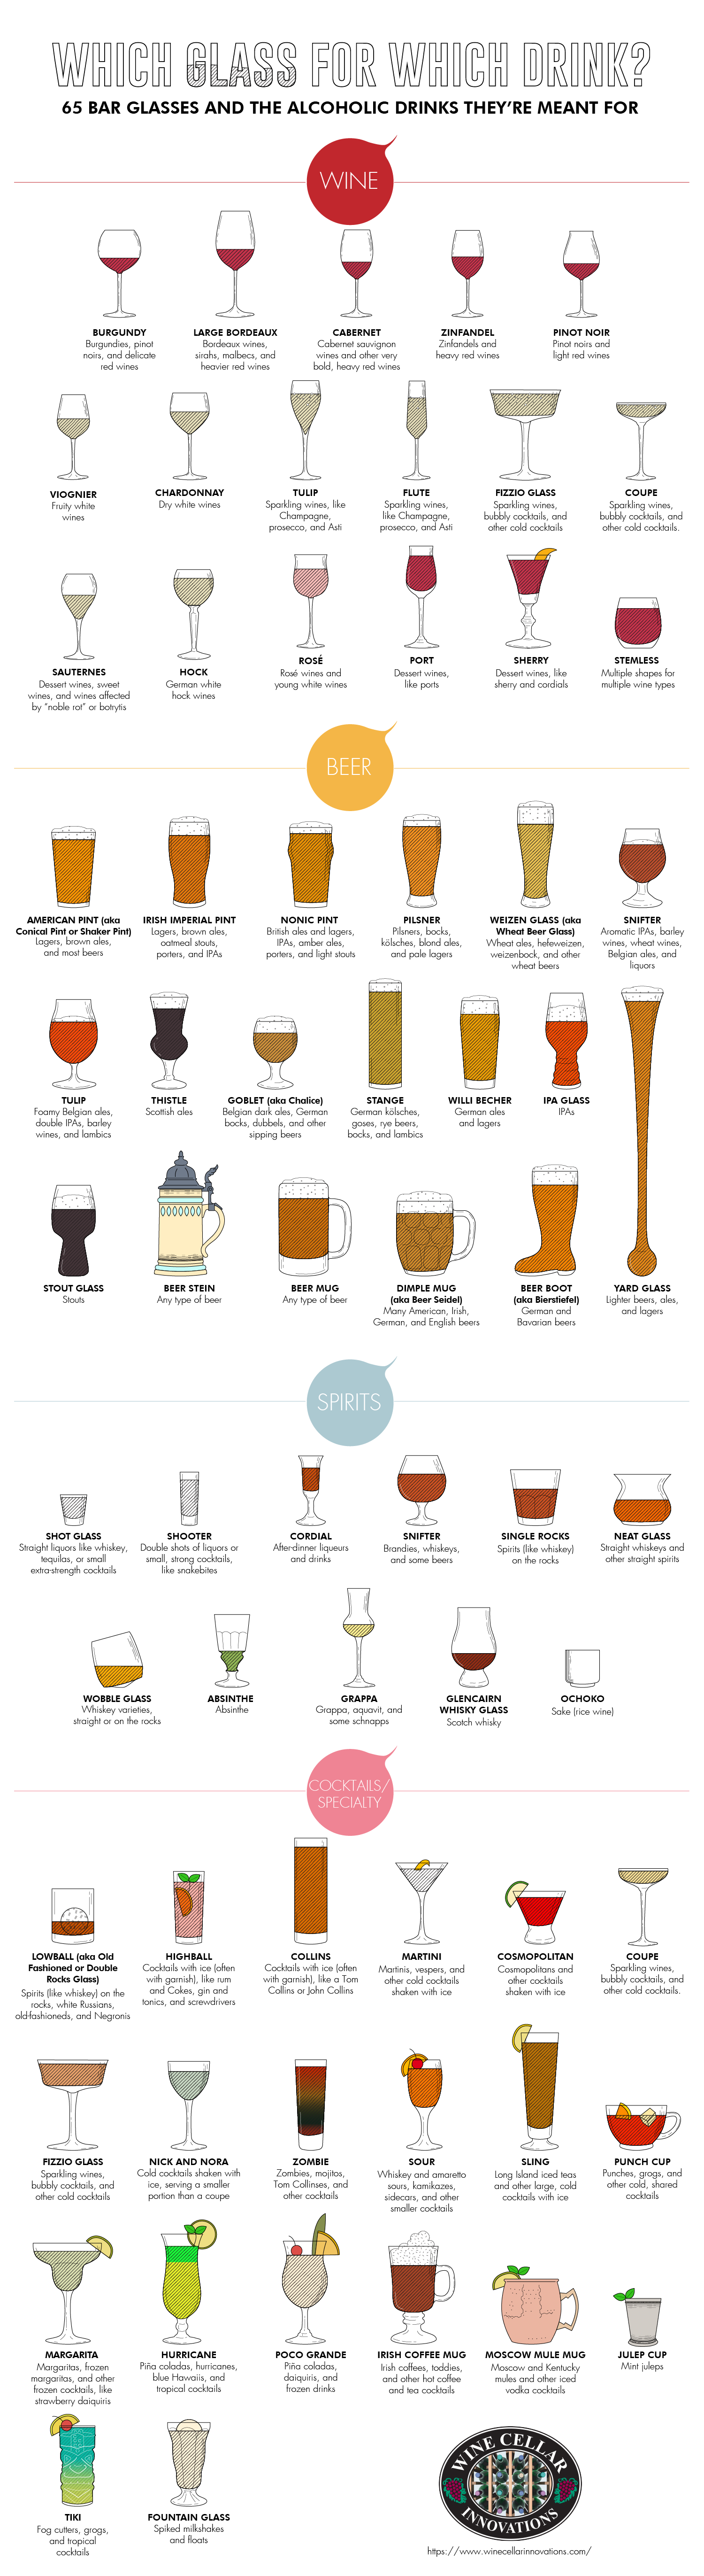 WHICH GLASS FOR WHICH DRINK?
65 BAR GLASSES AND THE ALCOHOLIC DRINKS THEY'RE MEANT FOR
WINE
BURGUNDY
Burgundies, pinot
noirs, and delicate
red wines
LARGE BORDEAUX
Bordeaux wines,
sirahs, malbecs, and
heavier red wines
CABERNET
Cabernet sauvignon
wines and other very
bold, heavy red wines
ZINFANDEL
Zinfandels and
heavy red wines
PINOT NOIR
Pinot noirs and
light red wines
VIOGNIER
Fruity white
wines
CHARDONNAY
Dry white wines
TULIP
Sparkling wines, like
Champagne,
prosecco, and Asti
FLUTE
Sparkling wines,
like Champagne,
prosecco, and Asti
FIZZIO GLASS
Sparkling wines,
bubbly cocktails, and
other cold cocktails
COUPE
Sparkling wines,
bubbly cocktails, and
other cold cocktails.
SAUTERNES
Dessert wines, sweet
wines, and wines affected
by "noble rot" or botrytis
HOCK
German white
hock wines
ROSÉ
Rosé wines and
young white wines
PORT
Dessert wines,
like ports
SHERRY
Dessert wines, like
sherry and cordials
STEMLESS
Multiple shapes for
multiple wine types
BEER
AMERICAN PINT (aka
Conical Pint or Shaker Pint)
Lagers, brown ales,
and most beers
IRISH IMPERIAL PINT
Lagers, brown ales,
oatmeal stouts,
porters, and IPAs
NONIC PINT
British ales and lagers,
IPAs, amber ales,
porters, and light stouts
PILSNER
Pilsners, bocks,
kölsches, blond ales,
and pale lagers
WEIZEN GLASS (aka
Wheat Beer Glass)
Wheat ales, hefeweizen,
weizenbock, and other
wheat beers
SNIFTER
Aromatic IPAs, barley
wines, wheat wines,
Belgian ales, and
liquors
TULIP
Foamy Belgian ales,
double IPAs, barley
wines, and lambics
THISTLE
Scottish ales
GOBLET (aka Chalice)
Belgian dark ales, German
bocks, dubbels, and other
sipping beers
STANGE
German kölsches,
goses, rye beers,
bocks, and lambics
WILLI BECHER
German ales
and lagers
IPA GLASS
IPAs
STOUT GLASS
Stouts
BEER STEIN
Any type of beer
BEER MUG
Any type of beer
DIMPLE MUG
(aka Beer Seidel)
Many American, Irish,
German, and English beers
BEER BOOT
(aka Bierstiefel)
German and
Bavarian beers
YARD GLASS
Lighter beers, ales,
and lagers
SPIRITS
SHOT GLASS
Straight liquors like whiskey,
tequilas, or small
extra-strength cocktails
SHOOTER
Double shots of liquors or
small, strong cocktails,
like snakebites
CORDIAL
After-dinner liqueurs
and drinks
SNIFTER
Brandies, whiskeys,
and some beers
SINGLE ROCKS
Spirits (like whiskey)
on the rocks
NEAT GLASS
Straight whiskeys and
other straight spirits
WOBBLE GLASS
Whiskey varieties,
straight or on the rocks
ABSINTHE
Absinthe
GRAPPA
Grappa, aquavit, and
some schnapps
GLENCAIRN
WHISKY GLASS
Scotch whisky
OCHOKO
Sake (rice wine)
COCKTAILS/
SPECIALTY
LOWBALL (aka Old
Fashioned or Double
Rocks Glass)
Spirits (like whiskey) on the
rocks, white Russians,
old-fashioneds, and Negronis
HIGHBALL
Cocktails with ice (often
with garnish), like rum
and Cokes, gin and
tonics, and screwdrivers
COLLINS
Cocktails with ice (often
with garnish), like a Tom
Collins or John Collins
MARTINI
Martinis, vespers, and
other cold cocktails
shaken with ice
COSMOPOLITAN
Cosmopolitans and
other cocktails
shaken with ice
COUPE
Sparkling wines,
bubbly cocktails, and
other cold cocktails.
FIZZIO GLASS
Sparkling wines,
bubbly cocktails, and
other cold cocktails
NICK AND NORA
Cold cocktails shaken with
ice, serving a smaller
portion than a coupe
ZOMBIE
Zombies, mojitos,
Tom Collinses, and
other cocktails
SOUR
Whiskey and amaretto
sours, kamikazes,
sidecars, and other
smaller cocktails
SLING
Long Island iced teas
and other large, cold
cocktails with ice
PUNCH CUP
Punches, grogs, and
other cold, shared
cocktails
MARGARITA
Margaritas, frozen
margaritas, and other
frozen cocktails, like
strawberry daiquiris
HURRICANE
Piña coladas, hurricanes,
blue Hawaiis, and
tropical cocktails
POCO GRANDE
Piña coladas,
daiquiris, and
frozen drinks
IRISH COFFEE MUG
Irish coffees, toddies,
and other hot coffee
and tea cocktails
MOSCOW MULE MUG
Moscow and Kentucky
mules and other iced
vodka cocktails
JULEP CUP
Mint juleps
TIKI
Fog cutters, grogs,
and tropical
cocktails
FOUNTAIN GLASS
Spiked milkshakes
and floats
WINE CELLAR
INNOVATIONS
https://www.winecellarinnovations.com/